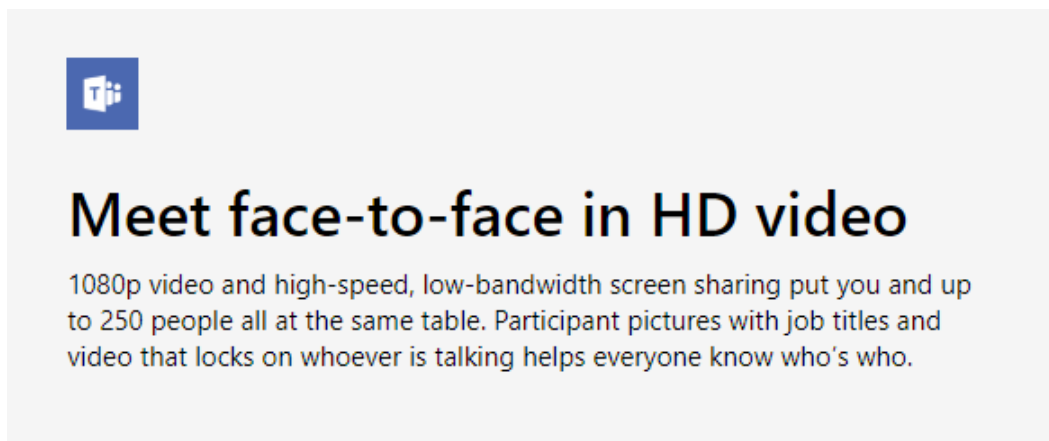 T
Meet face-to-face in HD video
1080p video and high-speed, low-bandwidth screen sharing put you and up
to 250 people all at the same table. Participant pictures with job titles and
video that locks on whoever is talking helps everyone know who's who.